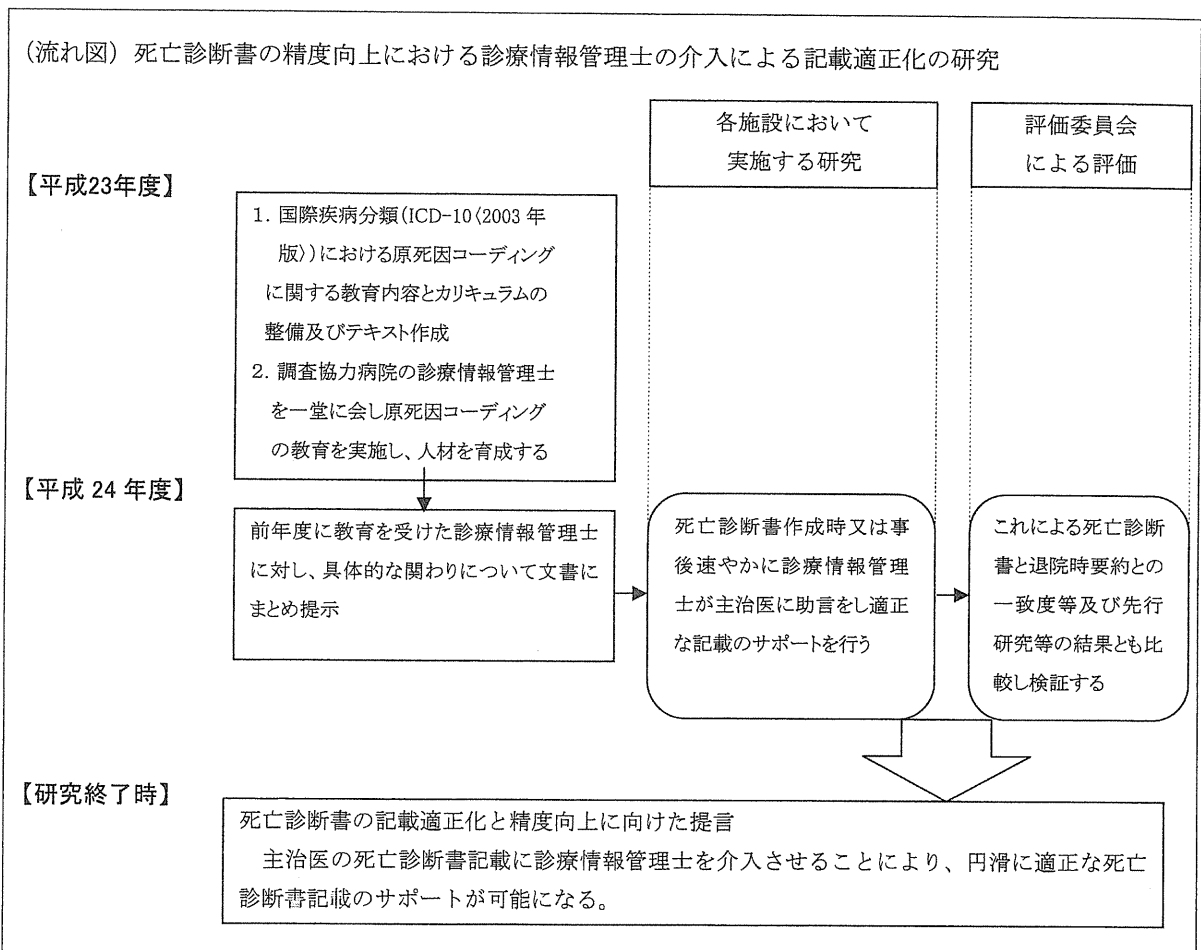 (流れ図) 死亡診断書の精度向上における診療情報管理士の介入による記載適正化の研究
各施設において
実施する研究
評価委員会
による評価
【平成23年度】
1. 国際疾病分類(ICD-10〈2003 年
版〉)における原死因コーディング
に関する教育内容とカリキュラムの
整備及びテキスト作成
2. 調査協力病院の診療情報管理士
を一堂に会し原死因コーディング
の教育を実施し、人材を育成する
【平成 24 年度】
前年度に教育を受けた診療情報管理士
に対し、具体的な関わりについて文書に
まとめ提示
死亡診断書作成時又は事
後速やかに診療情報管理
士が主治医に助言をし適正
な記載のサポートを行う
これによる死亡診断
書と退院時要約との
一致度等及び先行
研究等の結果とも比
較し検証する
【研究終了時】
死亡診断書の記載適正化と精度向上に向けた提言
主治医の死亡診断書記載に診療情報管理士を介入させることにより、円滑に適正な死亡
診断書記載のサポートが可能になる。